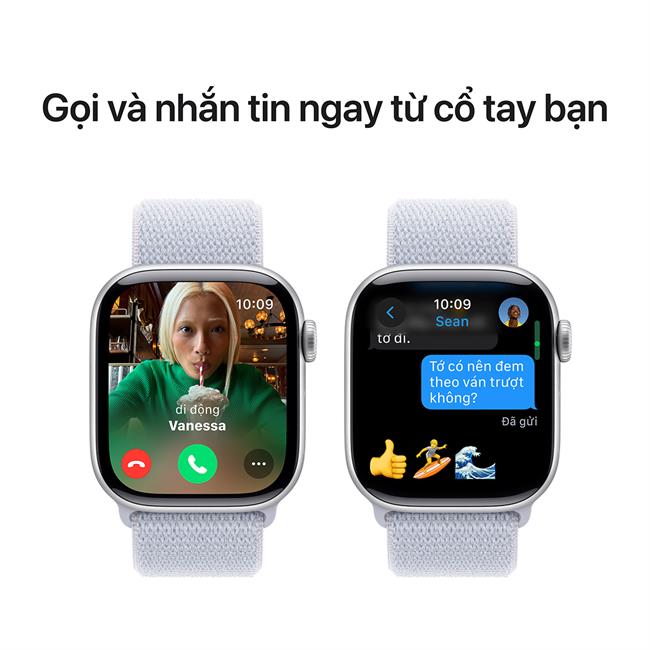 Gọi và nhắn tin ngay từ cổ tay bạn
10:09
di động
Vanessa
10:09
Sean
tớ đi.
Tớ có nên đem
theo ván trượt
không?
Đã gửi